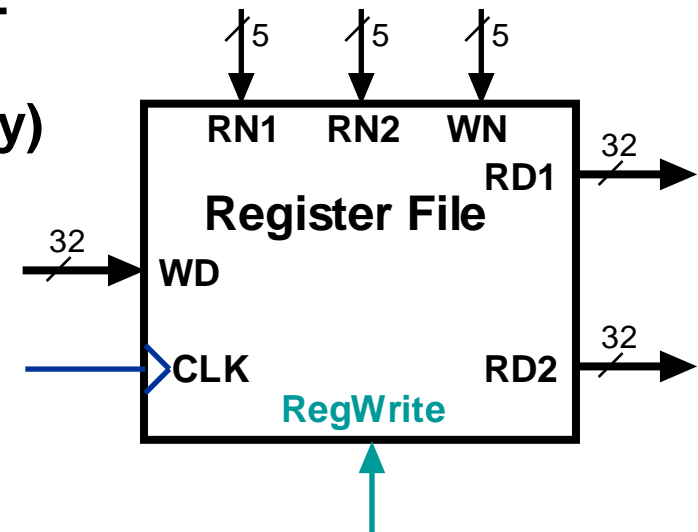 y)
5 5 5
RN1 RN2 WN
32
RD1
Register File
32
WD
32
CLK RD2
RegWrite